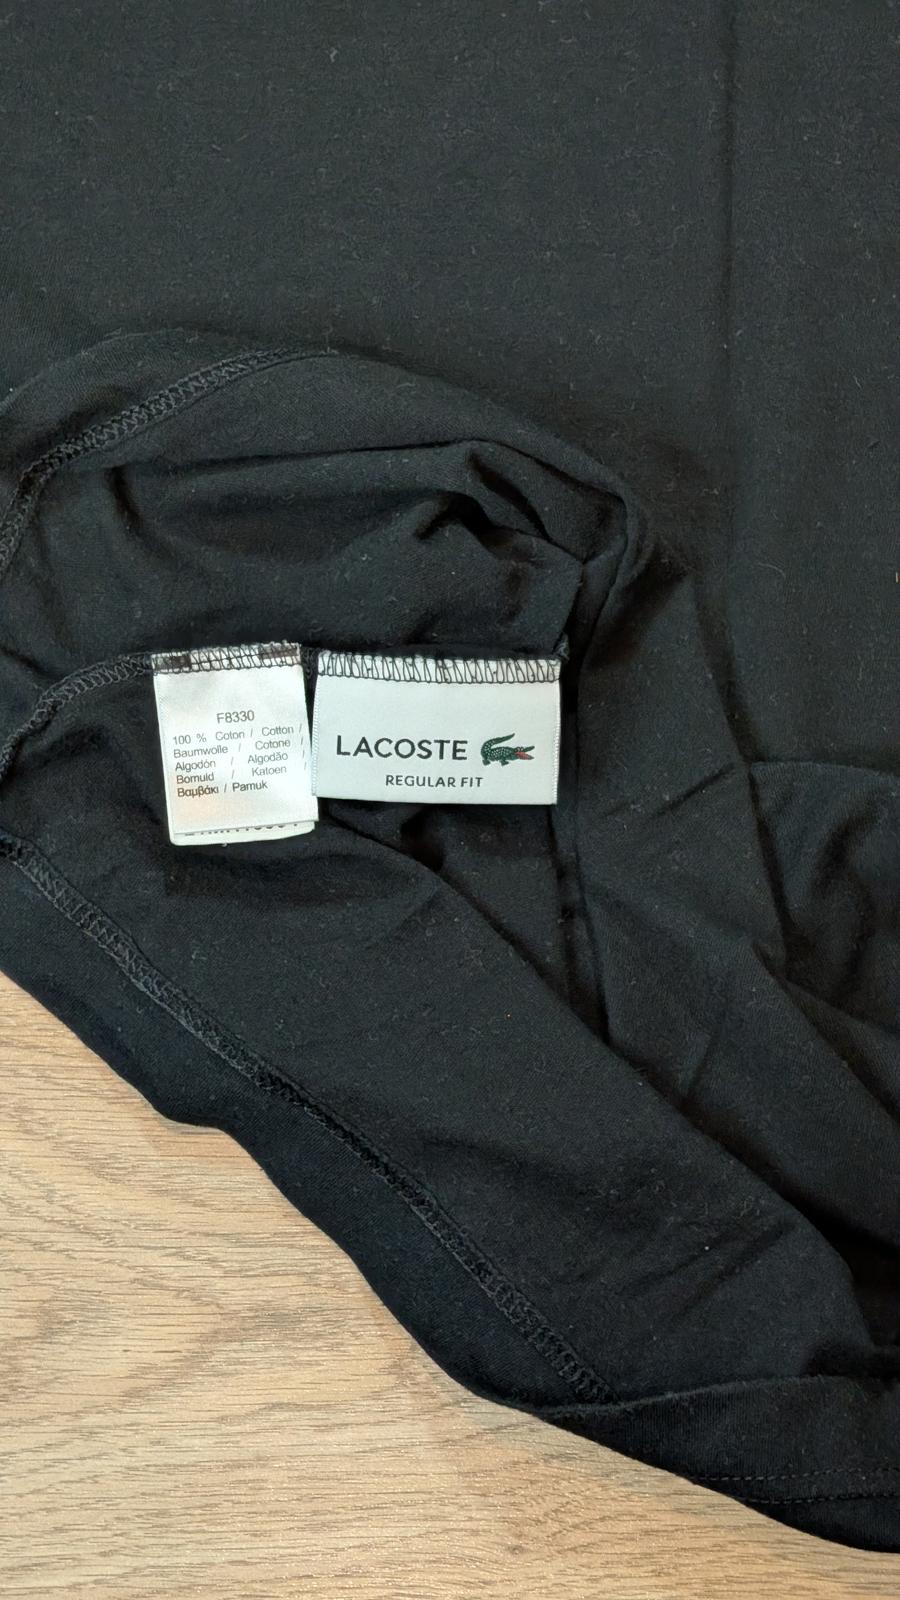 F8330
100 % Coton / Cotton /
Baumwolle / Cotone /
Algodón / Algodão /
Bomuld / Katoen /
Βαμβάκι / Pamuk
LACOSTE
REGULAR FIT